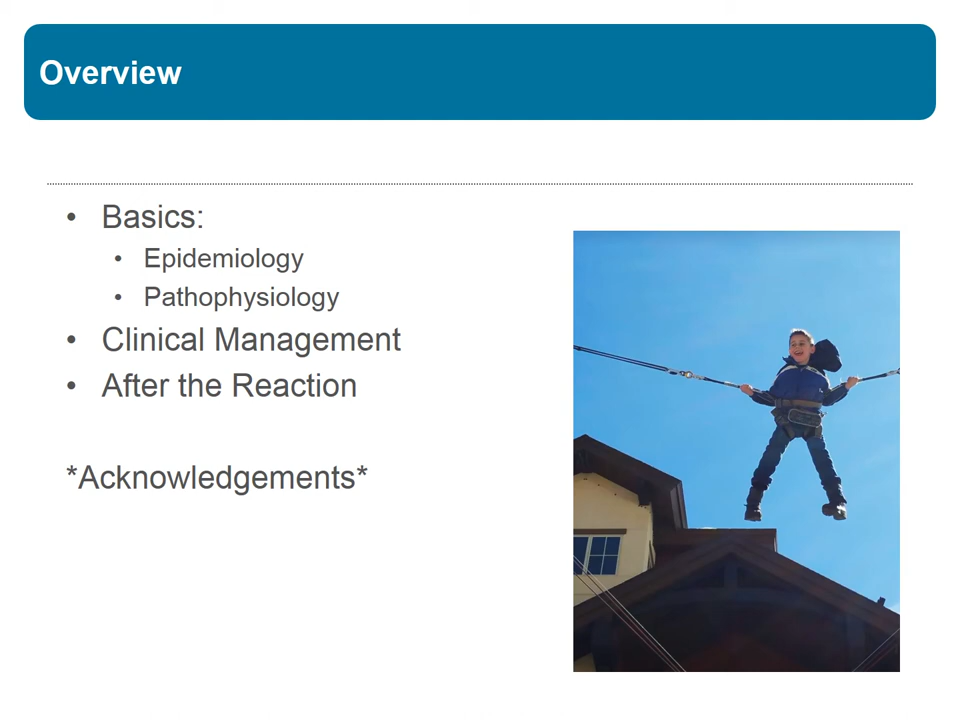 Overview
• Basics:
• Epidemiology
• Pathophysiology
• Clinical Management
• After the Reaction
*Acknowledgements*